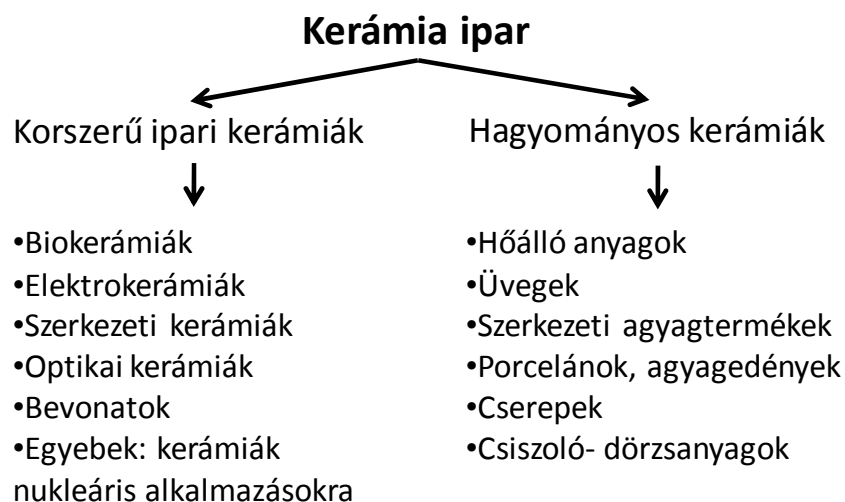 Kerámia ipar
Korszerű ipari kerámiák
•Biokerámiák
•Elektrokerámiák
•Szerkezeti kerámiák
•Optikai kerámiák
•Bevonatok
•Egyebek: kerámiák
nukleáris alkalmazásokra
Hagyományos kerámiák
•Hőálló anyagok
•Üvegek
•Szerkezeti agyagtermékek
•Porcelánok, agyagedények
•Cserepek
•Csiszoló- dörzsanyagok